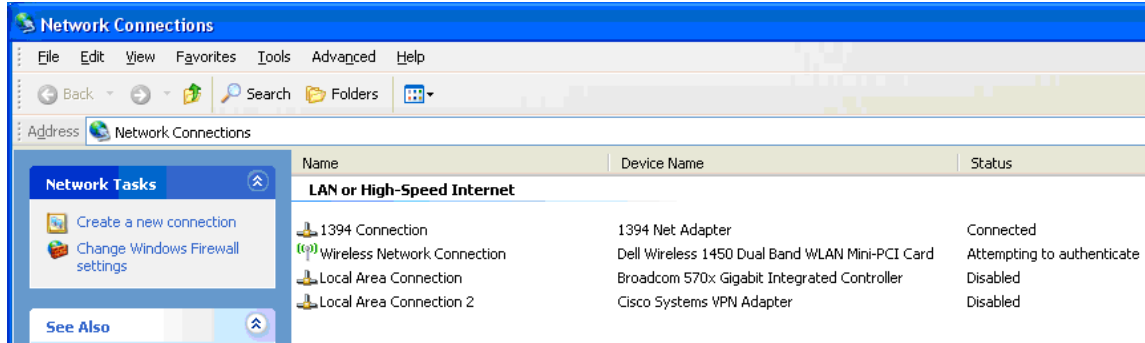 Network Connections
File Edit View Favorites Tools Advanced Help
Back Search Folders
Address Network Connections
Name Device Name Status
Network Tasks
LAN or High-Speed Internet
Create a new connection
1394 Connection 1394 Net Adapter Connected
Change Windows Firewall
settings
Wireless Network Connection Dell Wireless 1450 Dual Band WLAN Mini-PCI Card Attempting to authenticate
Local Area Connection Broadcom 570x Gigabit Integrated Controller Disabled
Local Area Connection 2 Cisco Systems VPN Adapter Disabled
See Also